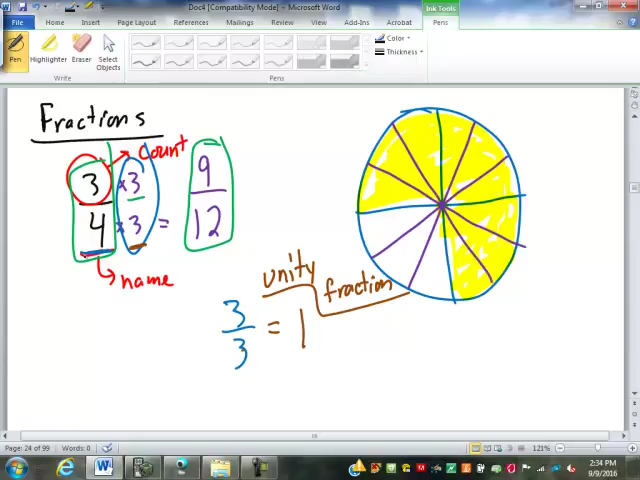 Doc4 [Compatibility Mode] - Microsoft Word
Ink Tools
File Home Insert Page Layout References Mailings Review View Add-Ins Acrobat Pens
Pen Highlighter Eraser Select Objects
Color
Thickness
Write Pens
Fractions
count
3 × 3 9
4 × 3 = 12
name
unity fraction
3
3 = 1
Page: 24 of 99 Words: 0 121%
2:34 PM
9/9/2016